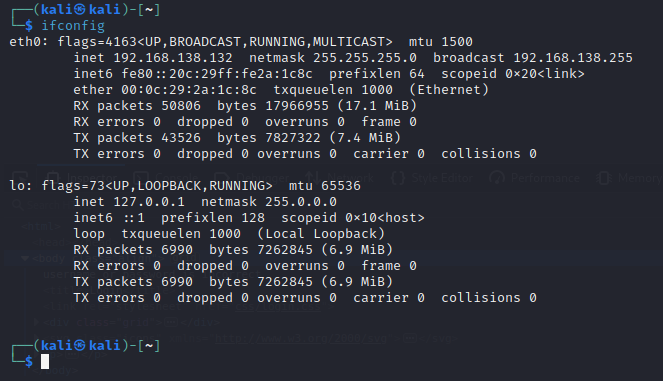 ┌──(kali㉿kali)-[~]
└─$ ifconfig
eth0: flags=4163<UP,BROADCAST,RUNNING,MULTICAST>  mtu 1500
        inet 192.168.138.132  netmask 255.255.255.0  broadcast 192.168.138.255
        inet6 fe80::20c:29ff:fe2a:1c8c  prefixlen 64  scopeid 0×20<link>
        ether 00:0c:29:2a:1c:8c  txqueuelen 1000  (Ethernet)
        RX packets 50806  bytes 17966955 (17.1 MiB)
        RX errors 0  dropped 0  overruns 0  frame 0
        TX packets 43526  bytes 7827322 (7.4 MiB)
        TX errors 0  dropped 0 overruns 0  carrier 0  collisions 0
Style Editor Performance
lo: flags=73<UP,LOOPBACK,RUNNING>  mtu 65536
        inet 127.0.0.1  netmask 255.0.0.0
        inet6 ::1  prefixlen 128  scopeid 0×10<host>
        loop  txqueuelen 1000  (Local Loopback)
        RX packets 6990  bytes 7262845 (6.9 MiB)
        RX errors 0  dropped 0  overruns 0  frame 0
        TX packets 6990  bytes 7262845 (6.9 MiB)
        TX errors 0  dropped 0 overruns 0  carrier 0  collisions 0
┌──(kali㉿kali)-[~]
└─$